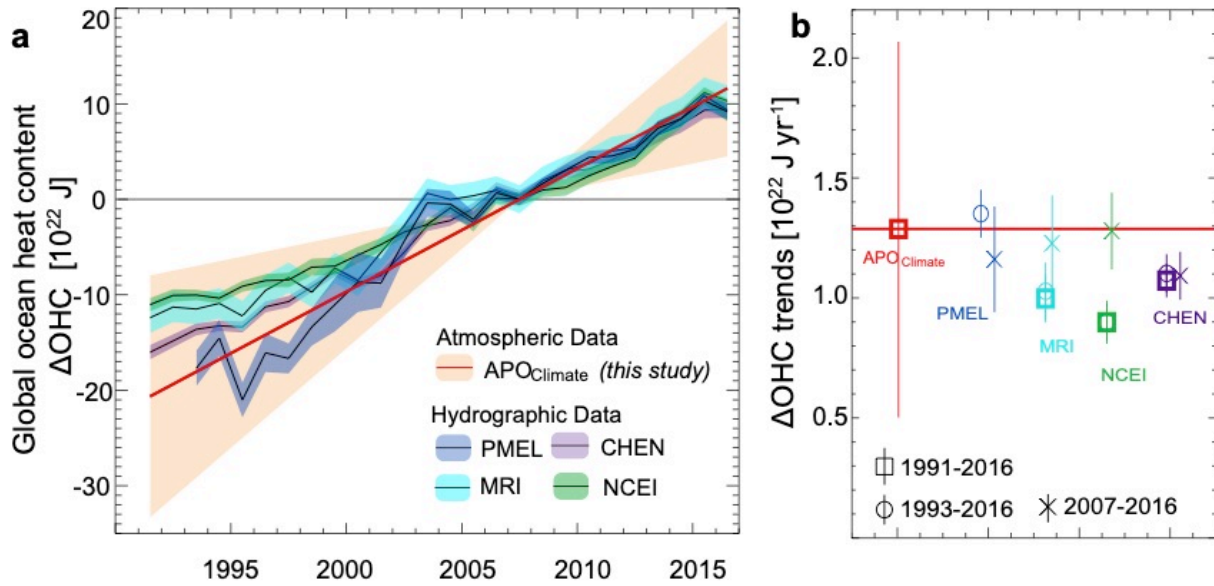 a
Global ocean heat content
ΔOHC [10²² J]
20
10
0
-10
-20
-30
1995
2000
2005
2010
2015
Atmospheric Data
APO_Climate (this study)
Hydrographic Data
PMEL
CHEN
MRI
NCEI
b
ΔOHC trends [10²² J yr⁻¹]
2.0
1.5
1.0
0.5
APO_Climate
PMEL
MRI
NCEI
CHEN
1991-2016
1993-2016
2007-2016